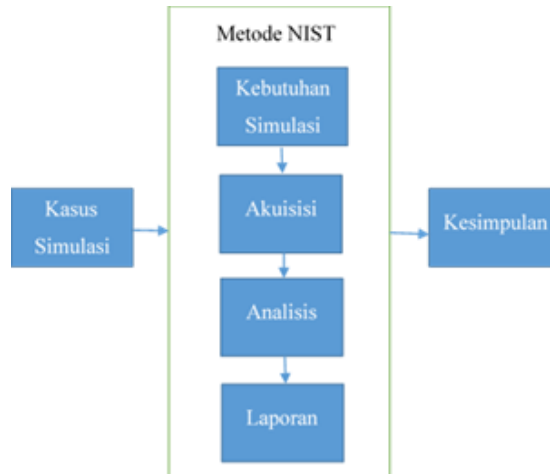 Metode NIST
Kebutuhan
Simulasi
Kasus
Simulasi
Akuisisi
Kesimpulan
Analisis
Laporan